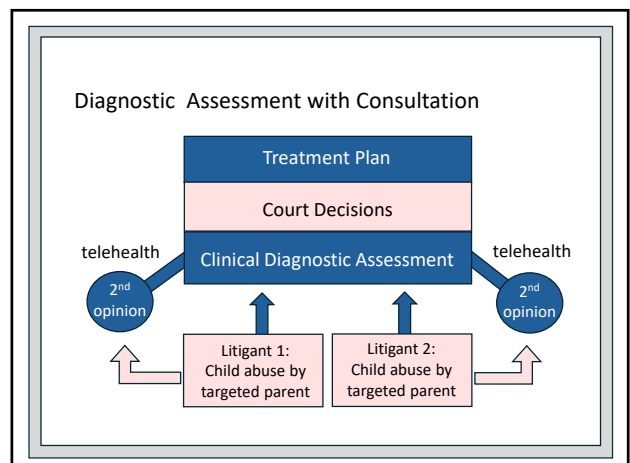 Diagnostic Assessment with Consultation
Treatment Plan
Court Decisions
telehealth
Clinical Diagnostic Assessment
telehealth
2nd
opinion
2nd
opinion
Litigant 1:
Child abuse by
targeted parent
Litigant 2:
Child abuse by
targeted parent